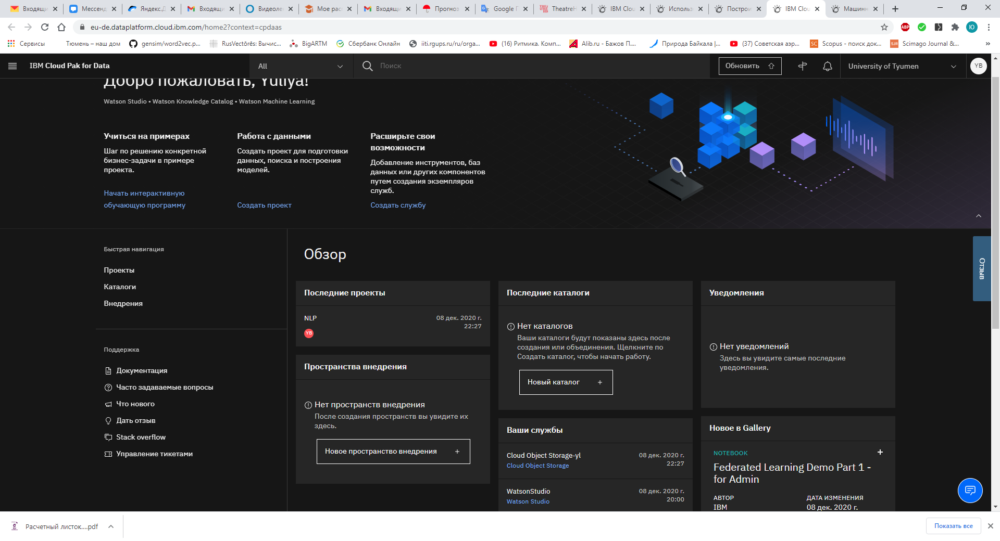 Входящи
Мессенд
Яндекс.Д
Входящи
Видеоле
Мое рас
Входящи
Прогноз
Google П
TheatreH
IBM Clou
Использ
Построи
IBM Clou
Машинн
eu-de.dataplatform.cloud.ibm.com/home2?context=cpdaas
ABP
Ю
Сервисы
Тюмень – наш дом
gensim/word2vec.p...
RusVectōrēs: Вычис...
BigARTM
Сбербанк Онлайн
iiti.rgups.ru/ru/orga...
(16) Ритмика. Комп...
Alib.ru - Бажов П....
Природа Байкала |...
(37) Советская аэр...
SC
Scopus - поиск док...
SJR
Scimago Journal &...
IBM Cloud Pak for Data
All
Поиск
Обновить
University of Tyumen
YB
Добро пожаловать, Yuliya!
Watson Studio • Watson Knowledge Catalog • Watson Machine Learning
Учиться на примерах
Шаг по решению конкретной
бизнес-задачи в примере
проекта.
Начать интерактивную
обучающую программу
Работа с данными
Создать проект для подготовки
данных, поиска и построения
моделей.
Создать проект
Расширьте свои
возможности
Добавление инструментов, баз
данных или других компонентов
путем создания экземпляров
служб.
Создать службу
Быстрая навигация
Проекты
Каталоги
Внедрения
Поддержка
Документация
Часто задаваемые вопросы
Что нового
Дать отзыв
Stack overflow
Управление тикетами
Обзор
Последние проекты
NLP
08 дек. 2020 г.
22:27
YB
Пространства внедрения
Нет пространств внедрения
После создания пространств вы увидите их
здесь.
Новое пространство внедрения +
Последние каталоги
Нет каталогов
Ваши каталоги будут показаны здесь после
создания или объединения. Щелкните по
Создать каталог, чтобы начать работу.
Новый каталог +
Ваши службы
Cloud Object Storage-yl
08 дек. 2020 г.
Cloud Object Storage
22:27
WatsonStudio
08 дек. 2020 г.
Watson Studio
20:00
Уведомления
Нет уведомлений
Здесь вы увидите самые последние
уведомления.
Новое в Gallery
NOTEBOOK
Federated Learning Demo Part 1 -
for Admin
АВТОР
ДАТА ИЗМЕНЕНИЯ
IBM
08 дек. 2020 г.
Отзыв
Расчетный листок....pdf
Показать все